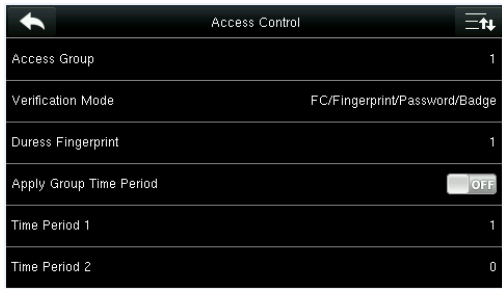 Access Control
Access Group 1
Verification Mode FC/Fingerprint/Password/Badge
Duress Fingerprint 1
Apply Group Time Period OFF
Time Period 1 1
Time Period 2 0